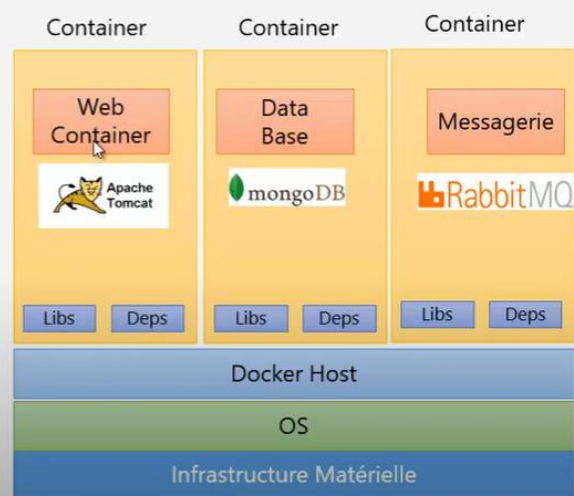 Container
Container
Container
Web
Container
Data
Base
Messagerie
Apache
Tomcat
mongoDB
RabbitMQ
Libs
Deps
Libs
Deps
Libs
Deps
Docker Host
OS
Infrastructure Matérielle